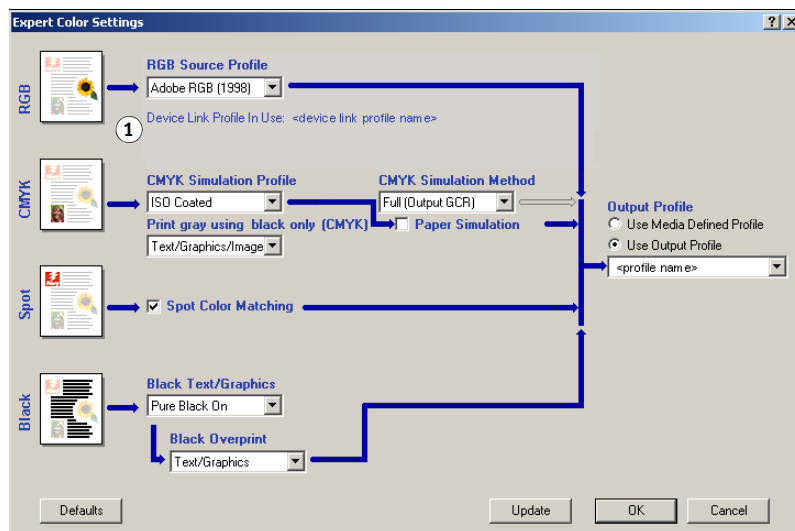 Expert Color Settings
RGB
RGB Source Profile
Adobe RGB (1998)
1
Device Link Profile In Use: <device link profile name>
CMYK
CMYK Simulation Profile
CMYK Simulation Method
ISO Coated
Full (Output GCR)
Print gray using black only (CMYK)
Paper Simulation
Text/Graphics/Image
Output Profile
Use Media Defined Profile
Use Output Profile
<profile name>
Spot
Spot Color Matching
Black
Black Text/Graphics
Pure Black On
Black Overprint
Text/Graphics
Defaults
Update
OK
Cancel